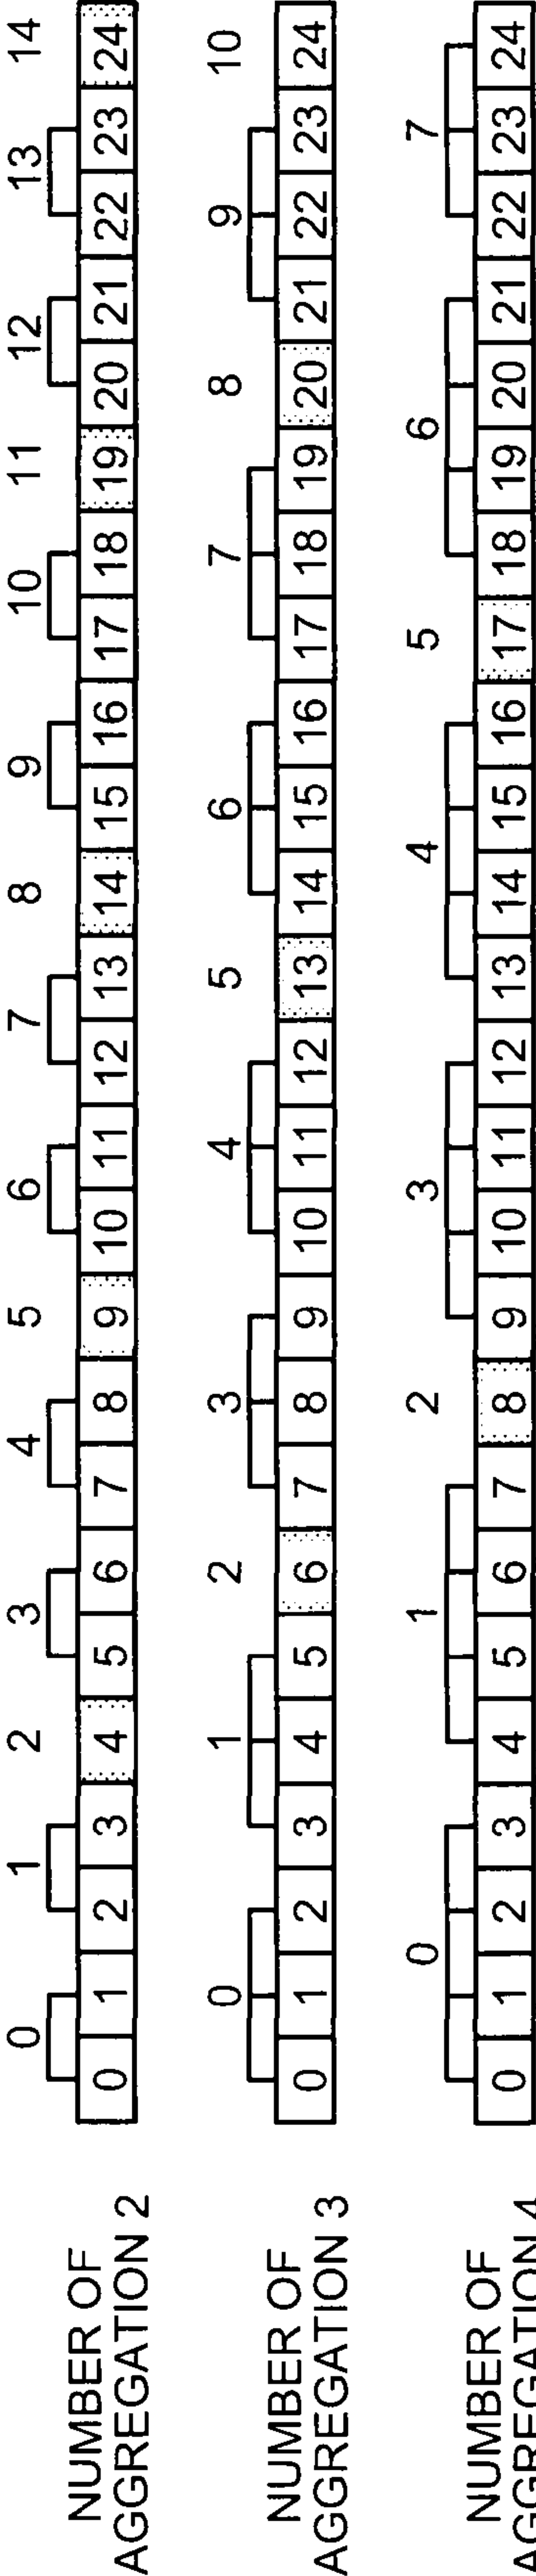 0 1 2 3 4 5 6 7 8 9 10 11 12 13 14
NUMBER OF
AGGREGATION 2
0 1 2 3 4 5 6 7 8 9 10 11 12 13 14 15 16 17 18 19 20 21 22 23 24
0 1 2 3 4 5 6 7 8 9 10
NUMBER OF
AGGREGATION 3
0 1 2 3 4 5 6 7 8 9 10 11 12 13 14 15 16 17 18 19 20 21 22 23 24
0 1 2 3 4 5 6 7
NUMBER OF
AGGREGATION 4
0 1 2 3 4 5 6 7 8 9 10 11 12 13 14 15 16 17 18 19 20 21 22 23 24